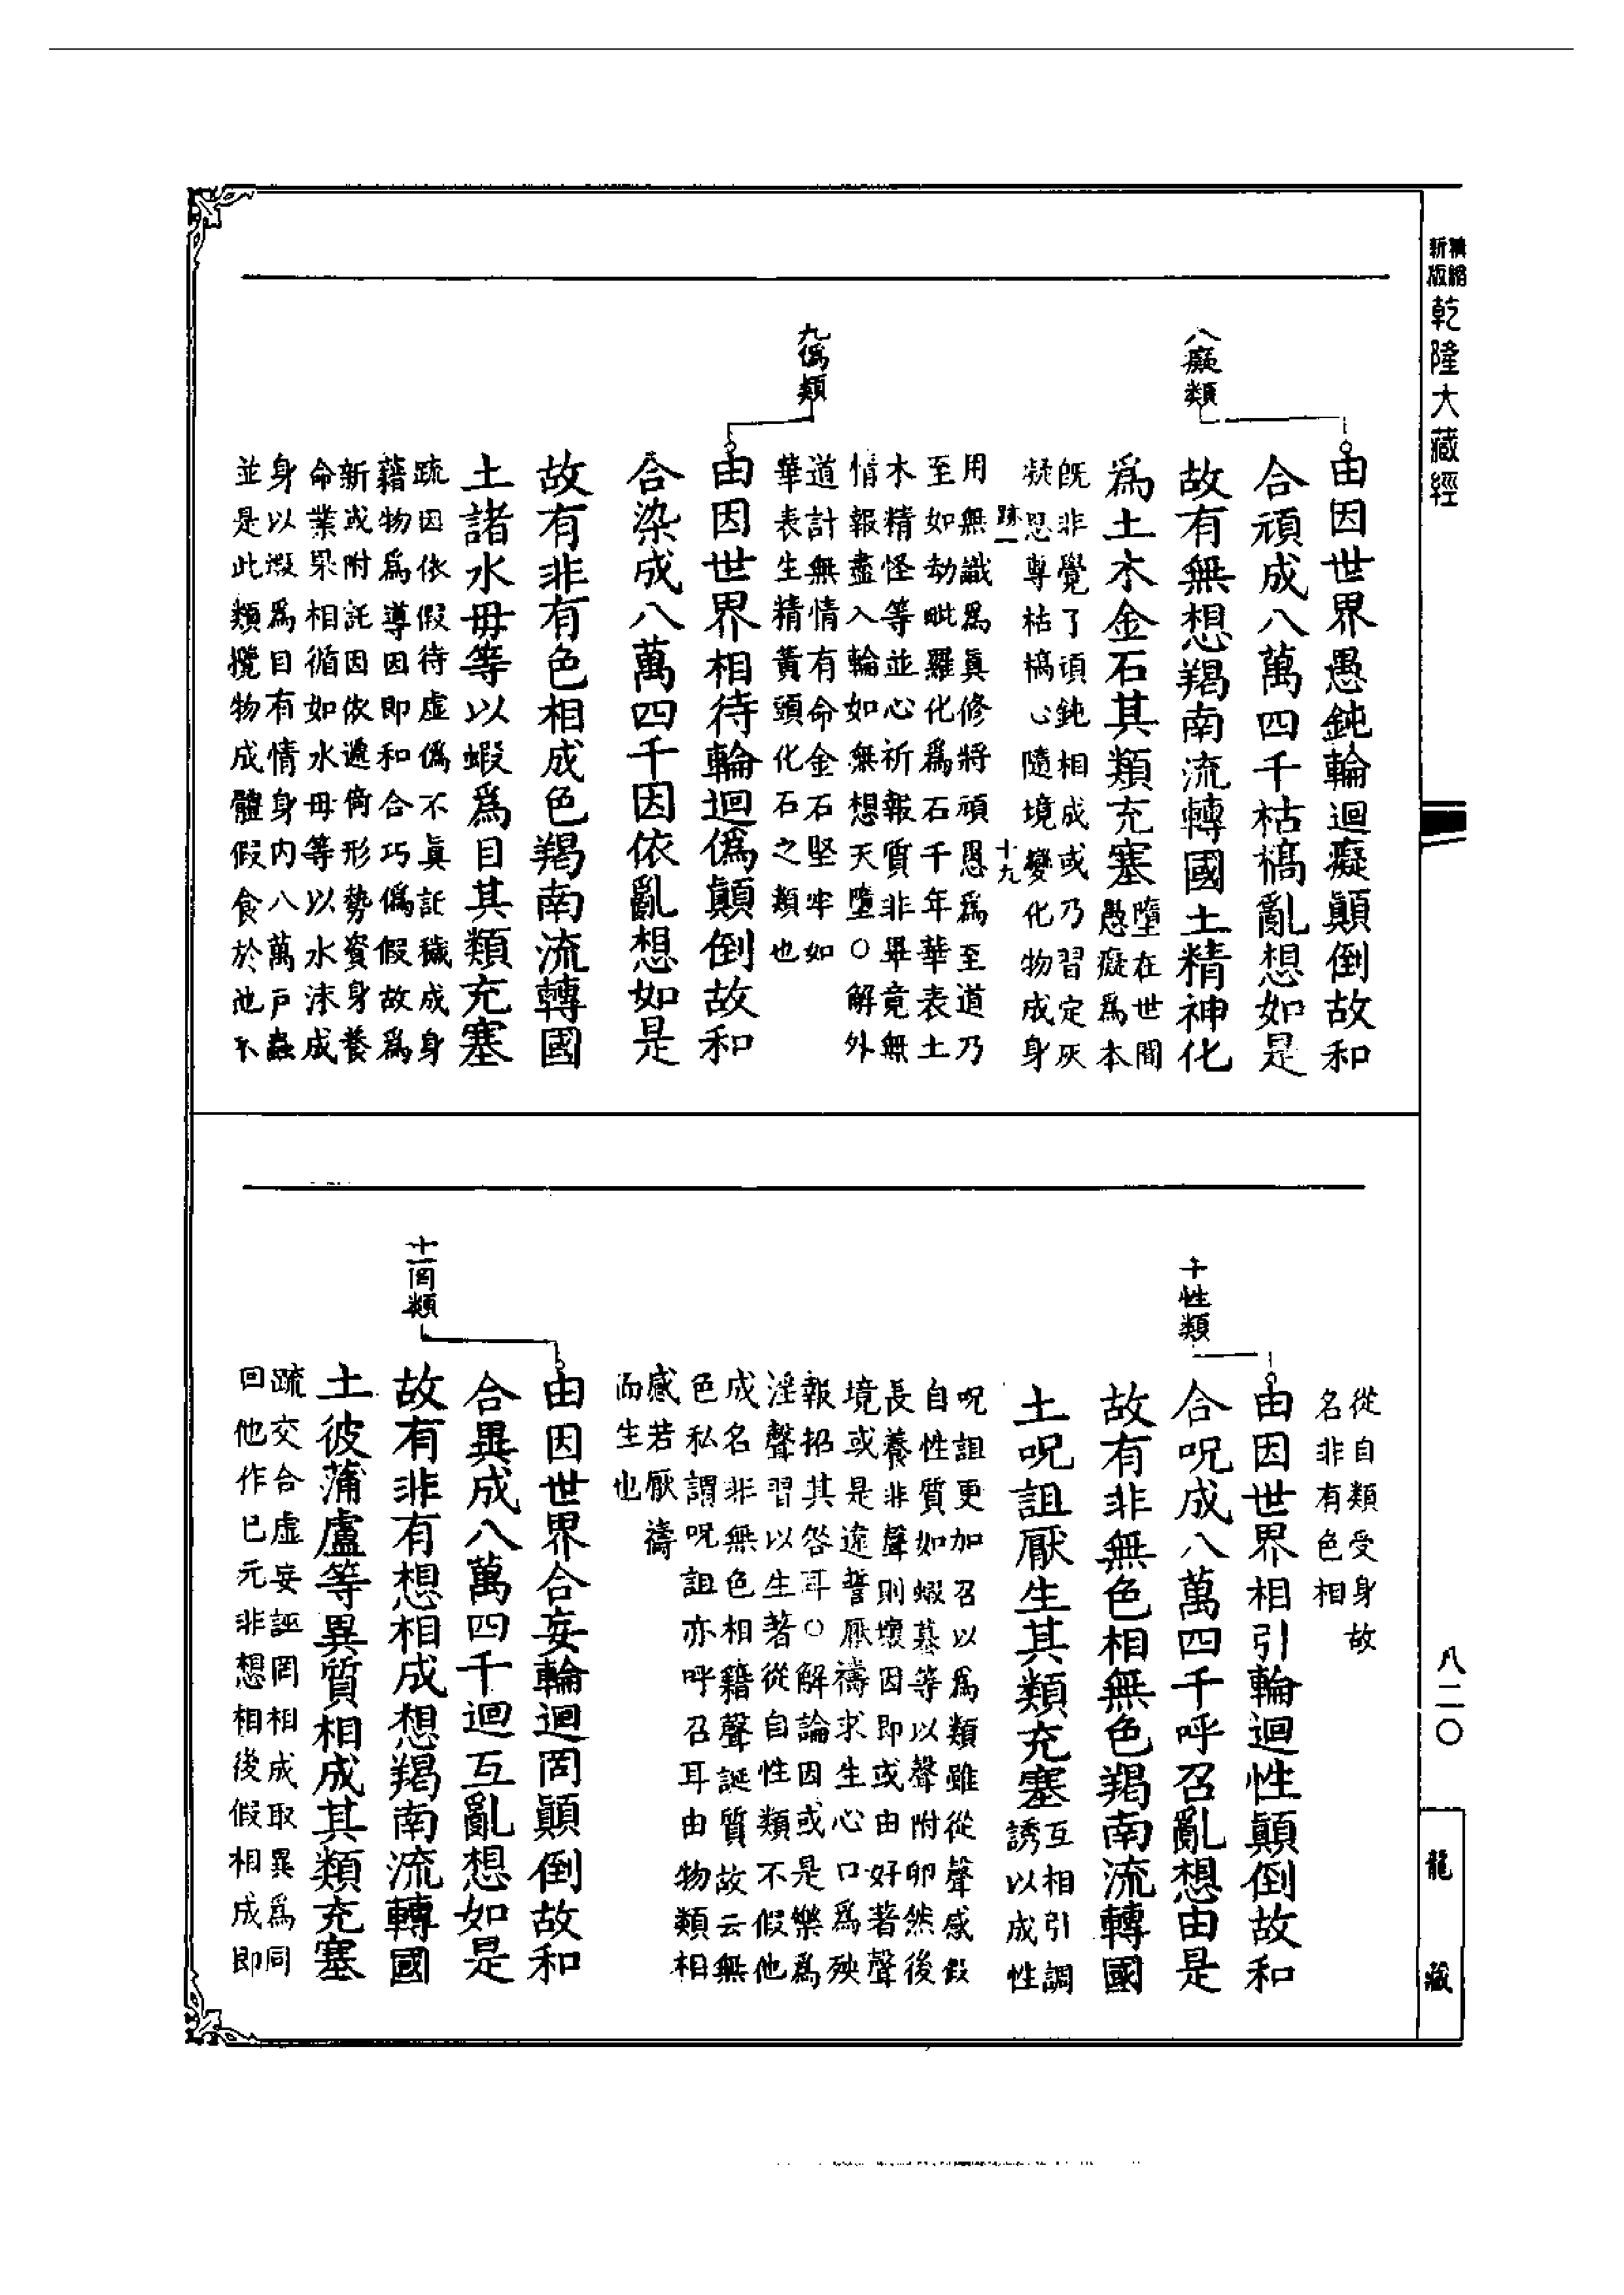 精縮新版
乾隆大藏經
八二〇
龍藏
八癡類
由因世界愚鈍輪迴癡顛倒故和
合頑成八萬四千枯槁亂想如是
故有無想羯南流轉國土精神化
爲土木金石其類充塞
墮在世間
愚癡爲本
既非覺了頑鈍相成或乃習定灰
凝思專枯槁心隨境變化物成身
十九
用無識爲眞修將頑愚爲至道乃
至如劫毗羅化爲石千年華表土
木精怪等並心祈報質非畢竟無
情報盡入輪如無想天墮○解外
道計無情有命金石堅牢如
華表生精黃頭化石之類也
九僞類
由因世界相待輪迴僞顛倒故和
合染成八萬四千因依亂想如是
故有非有色相成色羯南流轉國
土諸水母等以蝦爲目其類充塞
疏因依假待虛僞不眞託穢成身
藉物爲導因即和合巧僞假故爲
新或附託因依遞倚形勢資身養
命業果相循如水母等以水沫成
身以蝦爲目有情身內八萬戶蟲
並是此類攬物成體假食於池不
從自類受身故
名非有色相
十性類
由因世界相引輪迴性顛倒故和
合呪成八萬四千呼召亂想由是
故有非無色相無色羯南流轉國
土呪詛厭生其類充塞
互相引調
誘以成性
呪詛更加召以爲類雖從聲感假
自性質如蝦蟇等以聲附卵然後
長養非聲則壞因即或由好著聲
境或是違誓厭禱求生心口爲殃
報招其咎耳○解論因或是樂爲
淫聲習以生著從自性類不假他
成名非無色相籍聲誕質故云無
色私謂呪詛亦呼召耳由物類相
感若厭禱
而生也
十一罔類
由因世界合妄輪迴罔顛倒故和
合異成八萬四千迴互亂想如是
故有非有想相成想羯南流轉國
土彼蒲盧等異質相成其類充塞
疏交合虛妄誣罔相成取異爲同
回他作已元非想相後假相成即